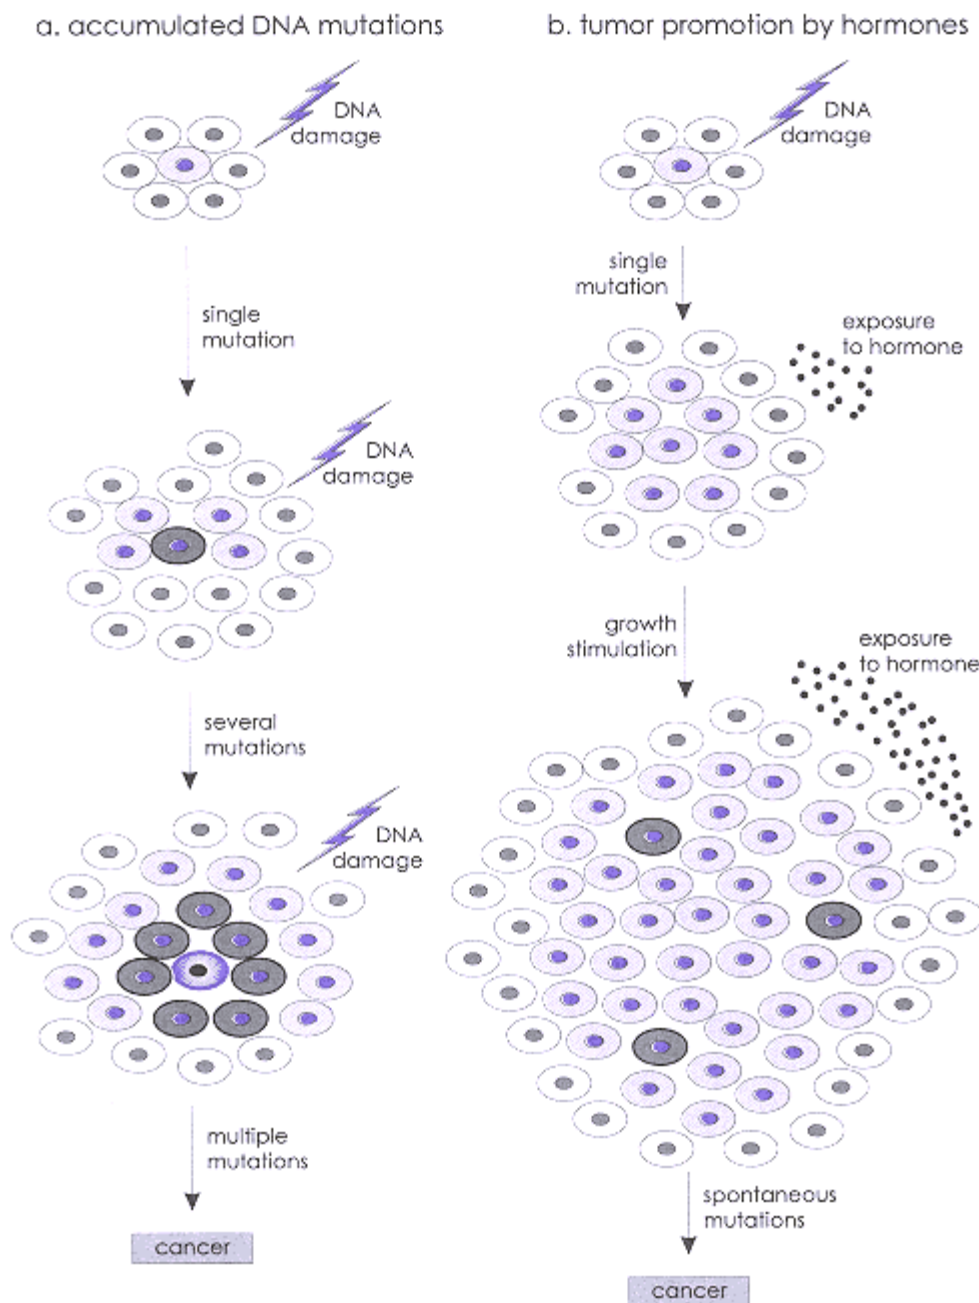 a. accumulated DNA mutations
DNA
damage
single
mutation
DNA
damage
several
mutations
DNA
damage
multiple
mutations
cancer
b. tumor promotion by hormones
DNA
damage
single
mutation
exposure
to hormone
growth
stimulation
exposure
to hormone
spontaneous
mutations
cancer